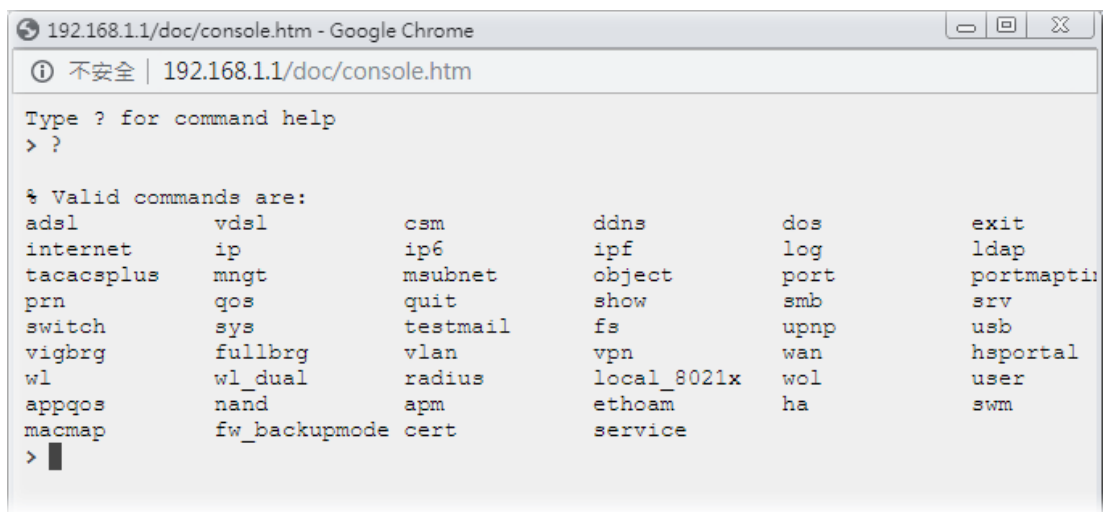 192.168.1.1/doc/console.htm - Google Chrome
不安全 | 192.168.1.1/doc/console.htm
Type ? for command help
> ?
% Valid commands are:
adsl vdsl csm ddns dos exit
internet ip ip6 ipf log ldap
tacacsplus mngt msubnet object port portmapti
prn qos quit show smb srv
switch sys testmail fs upnp usb
vigbrg fullbrg vlan vpn wan hsportal
wl wl_dual radius local_8021x wol user
appqos nand apm ethoam ha swm
macmap fw_backupmode cert service
>